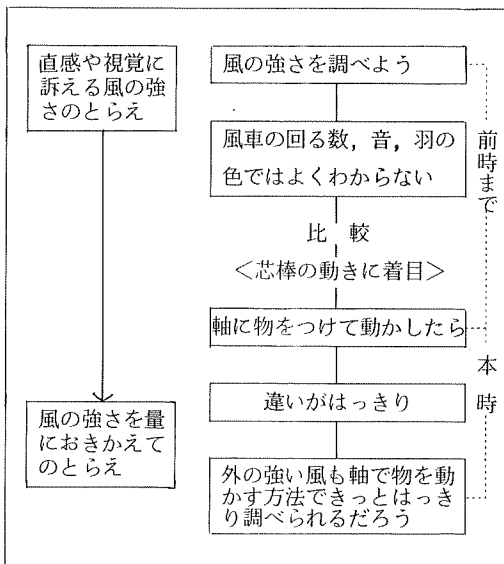 直感や視覚に
訴える風の強
さのとらえ
風の強さを量
におきかえて
のとらえ
風の強さを調べよう
風車の回る数，音，羽の
色ではよくわからない
比較
＜芯棒の動きに着目＞
軸に物をつけて動かしたら
違いがはっきり
外の強い風も軸で物を動
かす方法できっとはっき
り調べられるだろう
前時まで
本時